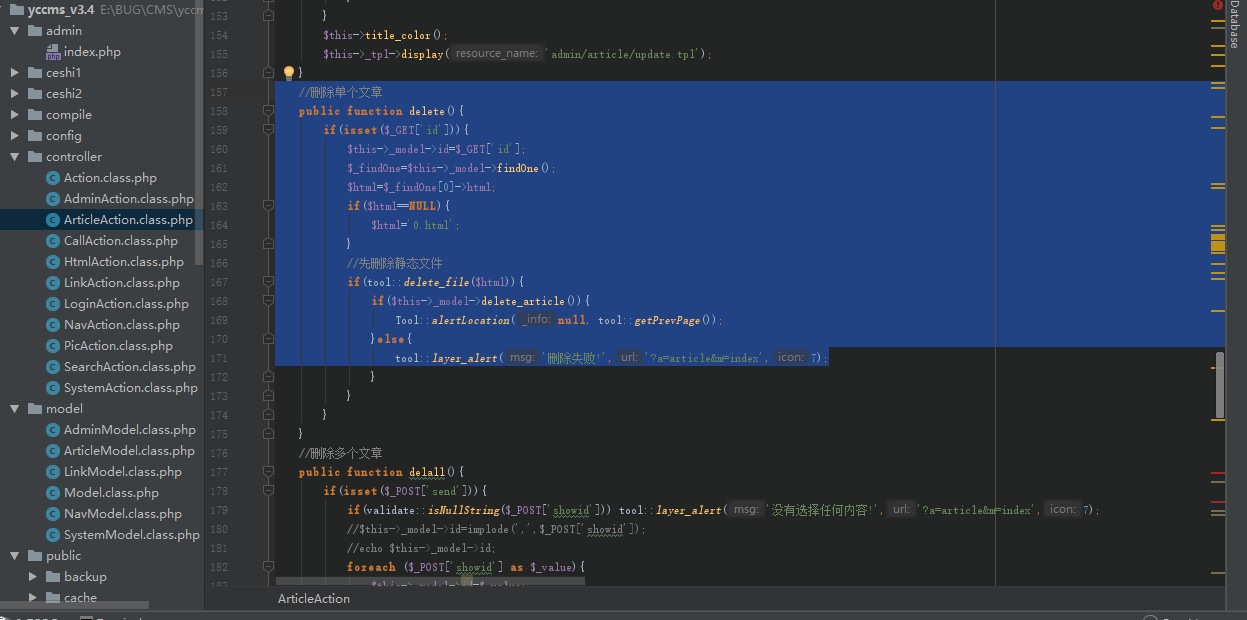 yccms_v3.4 E:\BUG\CMS\yccm
admin
index.php
ceshi1
ceshi2
compile
config
controller
Action.class.php
AdminAction.class.php
ArticleAction.class.php
CallAction.class.php
HtmlAction.class.php
LinkAction.class.php
LoginAction.class.php
NavAction.class.php
PicAction.class.php
SearchAction.class.php
SystemAction.class.php
model
AdminModel.class.php
ArticleModel.class.php
LinkModel.class.php
Model.class.php
NavModel.class.php
SystemModel.class.php
public
backup
cache
153 }
154 $this->title_color();
155 $this->_tpl->display( resource_name: 'admin/article/update.tpl');
156 }
157 //删除单个文章
158 public function delete(){
159 if(isset($_GET['id'])){
160 $this->_model->id=$_GET['id'];
161 $_findOne=$this->_model->findOne();
162 $html=$_findOne[0]->html;
163 if($html==NULL){
164 $html='0.html';
165 }
166 //先删除静态文件
167 if(tool::delete_file($html)){
168 if($this->_model->delete_article()){
169 Tool::alertLocation( _info: null, tool::getPrevPage());
170 }else{
171 tool::layer_alert( msg: '删除失败!', url: '?a=article&m=index', icon: 7);
172 }
173 }
174 }
175 }
176 //删除多个文章
177 public function delall(){
178 if(isset($_POST['send'])){
179 if(validate::isNullString($_POST['showid'])) tool::layer_alert( msg: '没有选择任何内容!', url: '?a=article&m=index', icon: 7);
180 //$this->_model->id=implode(',',$_POST['showid']);
181 //echo $this->_model->id;
182 foreach ($_POST['showid'] as $_value){
ArticleAction
Database